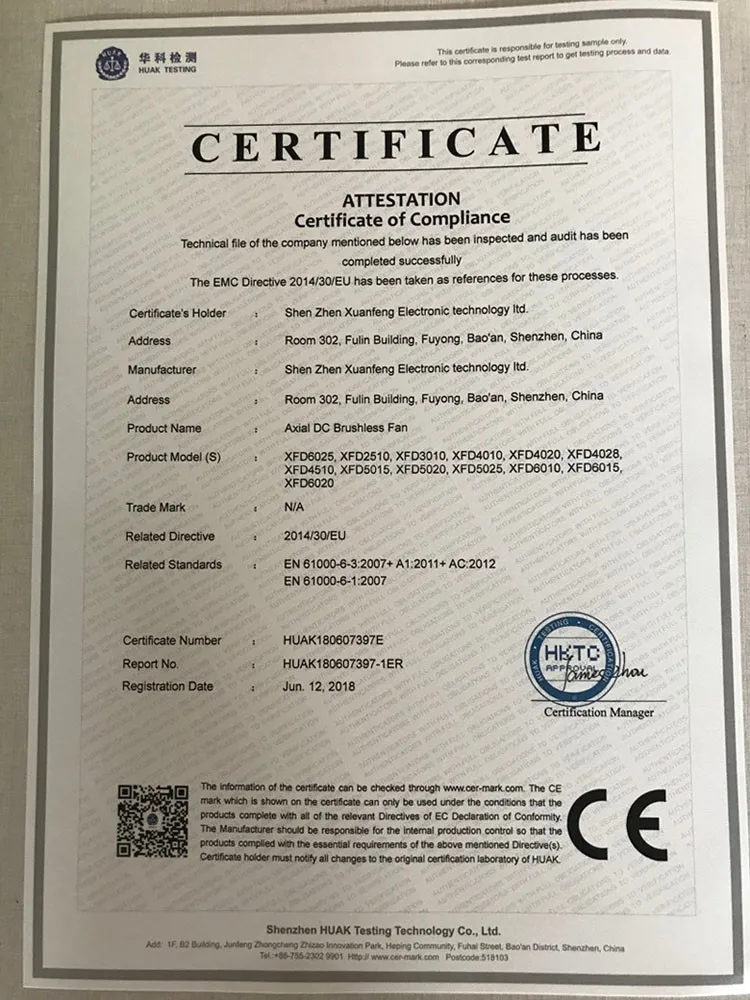 华科检测
HUAK TESTING
This certificate is responsible for testing sample only.
Please refer to this corresponding test report to get testing process and data.
CERTIFICATE
ATTESTATION
Certificate of Compliance
Technical file of the company mentioned below has been inspected and audit has been
completed successfully
The EMC Directive 2014/30/EU has been taken as references for these processes.
Certificate's Holder : Shen Zhen Xuanfeng Electronic technology ltd.
Address : Room 302, Fulin Building, Fuyong, Bao'an, Shenzhen, China
Manufacturer : Shen Zhen Xuanfeng Electronic technology ltd.
Address : Room 302, Fulin Building, Fuyong, Bao'an, Shenzhen, China
Product Name : Axial DC Brushless Fan
Product Model (S) : XFD6025, XFD2510, XFD3010, XFD4010, XFD4020, XFD4028,
XFD4510, XFD5015, XFD5020, XFD5025, XFD6010, XFD6015,
XFD6020
Trade Mark : N/A
Related Directive : 2014/30/EU
Related Standards : EN 61000-6-3:2007+ A1:2011+ AC:2012
EN 61000-6-1:2007
Certificate Number : HUAK180607397E
Report No. : HUAK180607397-1ER
Registration Date : Jun. 12, 2018
HUAK · TESTING · CERTIFICATION
HKTC
APPROVAL
James Zhou
Certification Manager
The information of the certificate can be checked through www.cer-mark.com. The CE
mark which is shown on the certificate can only be used under the conditions that the
products complete with all of the relevant Directives of EC Declaration of Conformity.
The Manufacturer should be responsible for the internal production control so that the
products complied with the essential requirements of the above mentioned Directive(s).
Certificate holder must notify all changes to the original certification laboratory of HUAK.
CE
Shenzhen HUAK Testing Technology Co., Ltd.
Add: 1F, B2 Building, Junfeng Zhongcheng Zhizao Innovation Park, Heping Community, Fuhai Street, Bao'an District, Shenzhen, China
Tel.:+86-755-2302 9901 Http:// www.cer-mark.com Postcode:518103